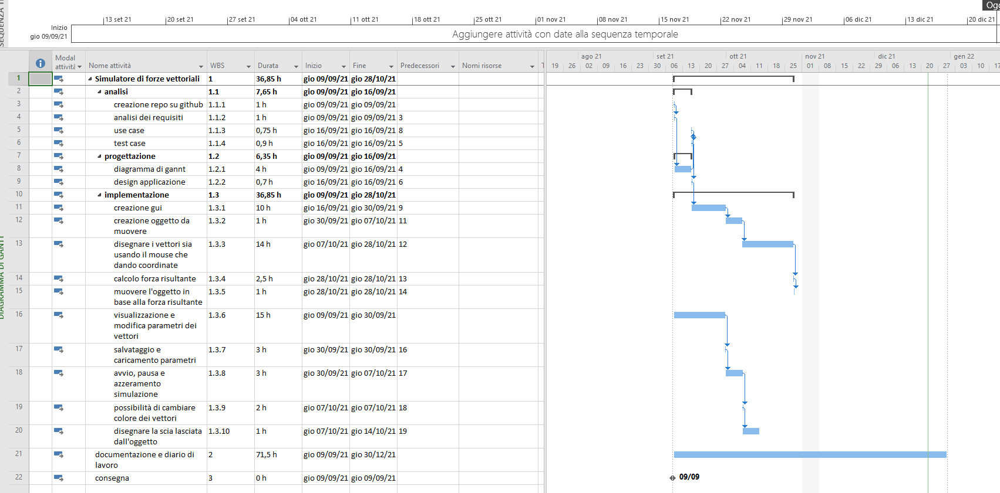 Ogg
SEQUENZA T
13 set 21 20 set 21 27 set 21 04 ott 21 11 ott 21 18 ott 21 25 ott 21 01 nov 21 08 nov 21 15 nov 21 22 nov 21 29 nov 21 06 dic 21 13 dic 21 20 dic 21
Inizio
gio 09/09/21
Aggiungere attività con date alla sequenza temporale
DIAGRAMMA DI GANTT
Modal attività Nome attività WBS Durata Inizio Fine Predecessori Nomi risorse T
ago 21 set 21 ott 21 nov 21 dic 21 gen 22
19 26 02 09 16 23 30 06 13 20 27 04 11 18 25 01 08 15 22 29 06 13 20 27 03 10 17
1 Simulatore di forze vettoriali 1 36,85 h gio 09/09/21 gio 28/10/21
2 analisi 1.1 7,65 h gio 09/09/21 gio 16/09/21
3 creazione repo su github 1.1.1 1 h gio 09/09/21 gio 09/09/21
4 analisi dei requisiti 1.1.2 1 h gio 09/09/21 gio 09/09/21 3
5 use case 1.1.3 0,75 h gio 16/09/21 gio 16/09/21 8
6 test case 1.1.4 0,9 h gio 16/09/21 gio 16/09/21 5
7 progettazione 1.2 6,35 h gio 09/09/21 gio 16/09/21
8 diagramma di gannt 1.2.1 4 h gio 09/09/21 gio 16/09/21 4
9 design applicazione 1.2.2 0,7 h gio 16/09/21 gio 16/09/21 6
10 implementazione 1.3 36,85 h gio 09/09/21 gio 28/10/21
11 creazione gui 1.3.1 10 h gio 16/09/21 gio 30/09/21 9
12 creazione oggetto da 1.3.2 1 h gio 30/09/21 gio 07/10/21 11
muovere
13 disegnare i vettori sia 1.3.3 14 h gio 07/10/21 gio 28/10/21 12
usando il mouse che
dando coordinate
14 calcolo forza risultante 1.3.4 2,5 h gio 28/10/21 gio 28/10/21 13
15 muovere l'oggetto in 1.3.5 1 h gio 28/10/21 gio 28/10/21 14
base alla forza risultante
16 visualizzazione e 1.3.6 15 h gio 09/09/21 gio 30/09/21
modifica parametri dei
vettori
17 salvataggio e 1.3.7 3 h gio 30/09/21 gio 30/09/21 16
caricamento parametri
18 avvio, pausa e 1.3.8 3 h gio 30/09/21 gio 07/10/21 17
azzeramento
simulazione
19 possibilità di cambiare 1.3.9 2 h gio 07/10/21 gio 07/10/21 18
colore dei vettori
20 disegnare la scia lasciata 1.3.10 1 h gio 07/10/21 gio 14/10/21 19
dall'oggetto
21 documentazione e diario di 2 71,5 h gio 09/09/21 gio 30/12/21
lavoro
22 consegna 3 0 h gio 09/09/21 gio 09/09/21
09/09